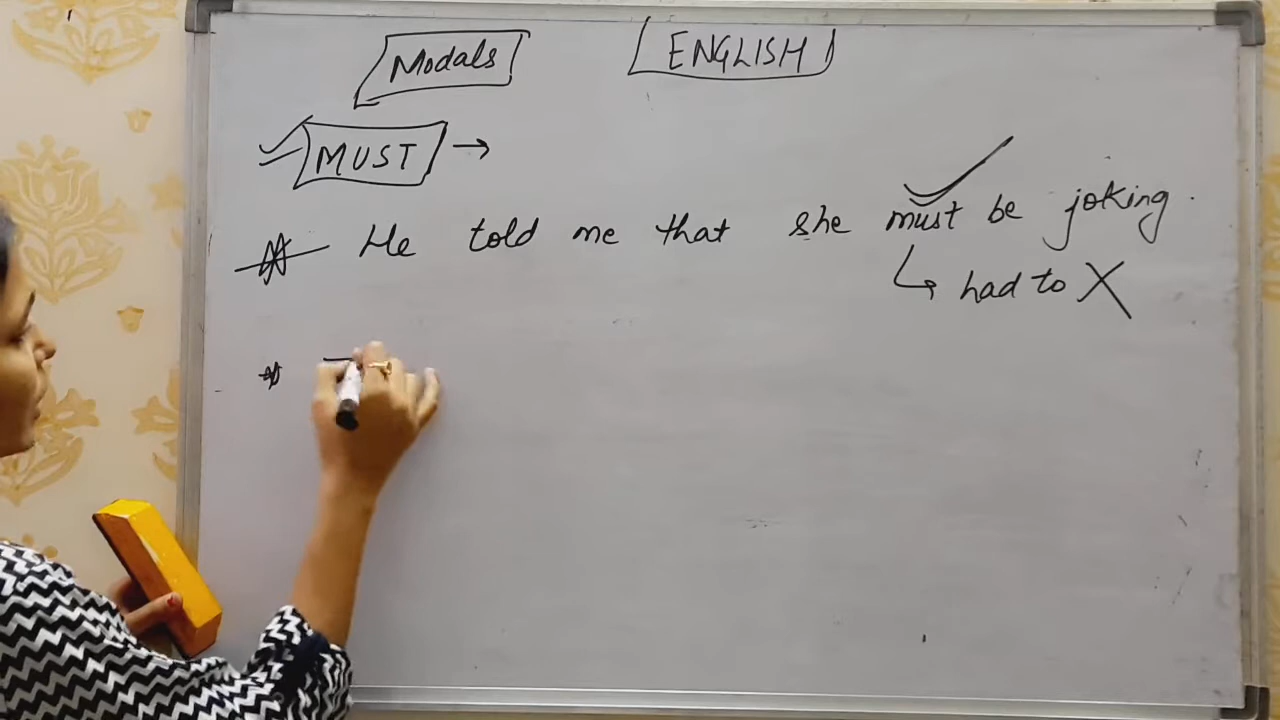 Modals ENGLISH
MUST →
He told me that she must be joking.
↳ had to X